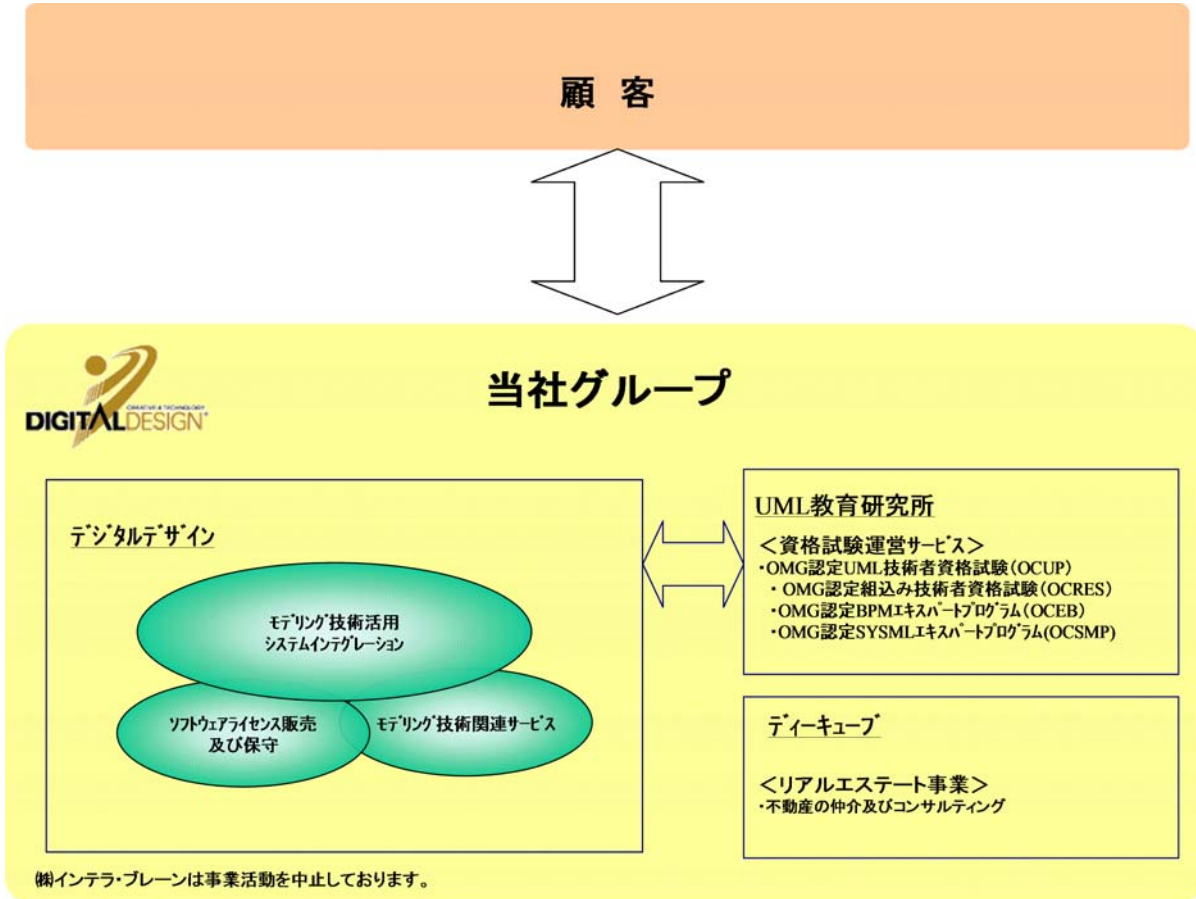 顧 客
当社グループ
CREATIVE & TECHNOLOGY
DIGITALDESIGN
デジタルデザイン
モデリング技術活用
システムインテグレーション
ソフトウェアライセンス販売
及び保守
モデリング技術関連サービス
UML教育研究所
＜資格試験運営サービス＞
・OMG認定UML技術者資格試験(OCUP)
・OMG認定組込み技術者資格試験(OCRES)
・OMG認定BPMエキスパートプログラム(OCEB)
・OMG認定SYSMLエキスパートプログラム(OCSMP)
ディーキューブ
＜リアルエステート事業＞
・不動産の仲介及びコンサルティング
㈱インテラ・ブレーンは事業活動を中止しております。